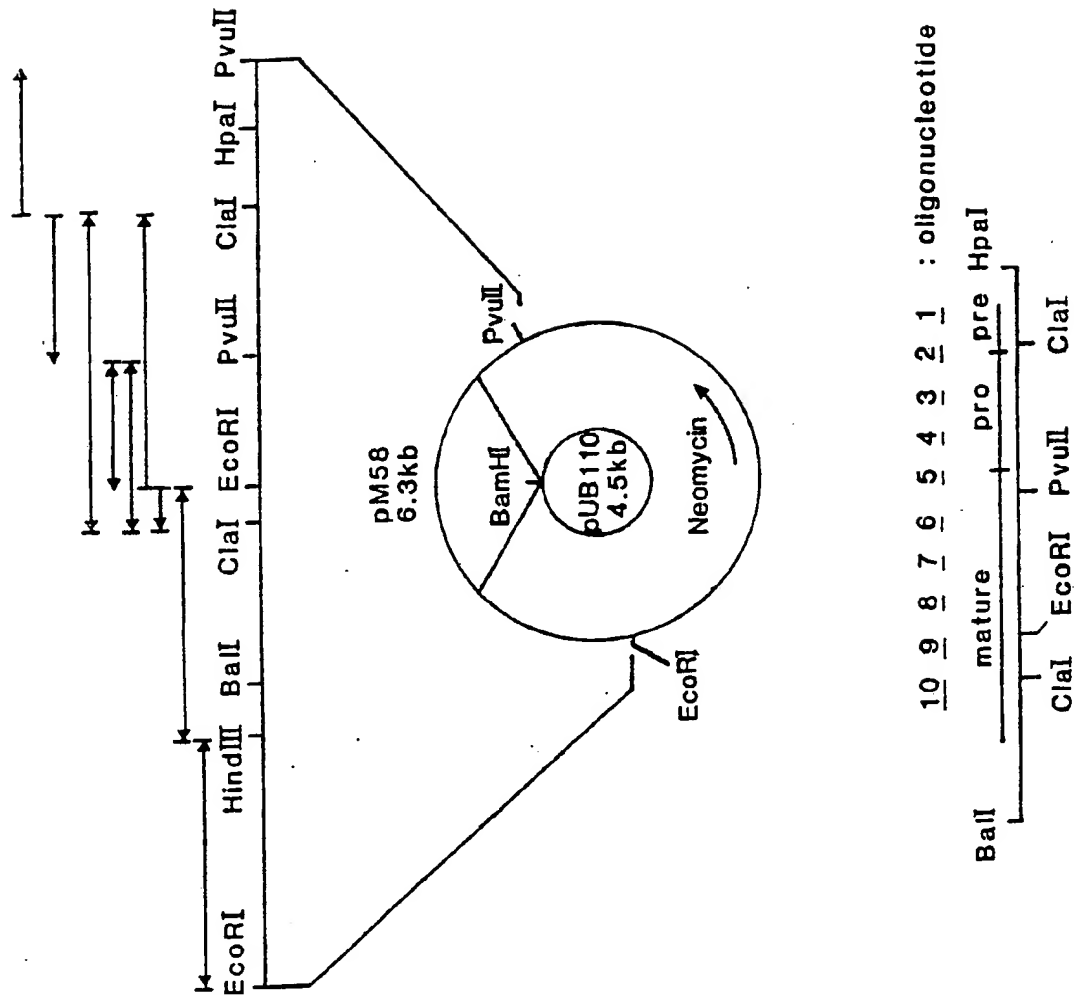 EcoRI HindIII BalI ClaI EcoRI PvuII ClaI HpaI PvuII
pM58
6.3kb
BamHI
PvuII
pUB110
4.5kb
Neomycin
EcoRI
10 9 8 7 6 5 4 3 2 1 : oligonucleotide
mature pro pre HpaI
BalI
ClaI EcoRI PvuII ClaI